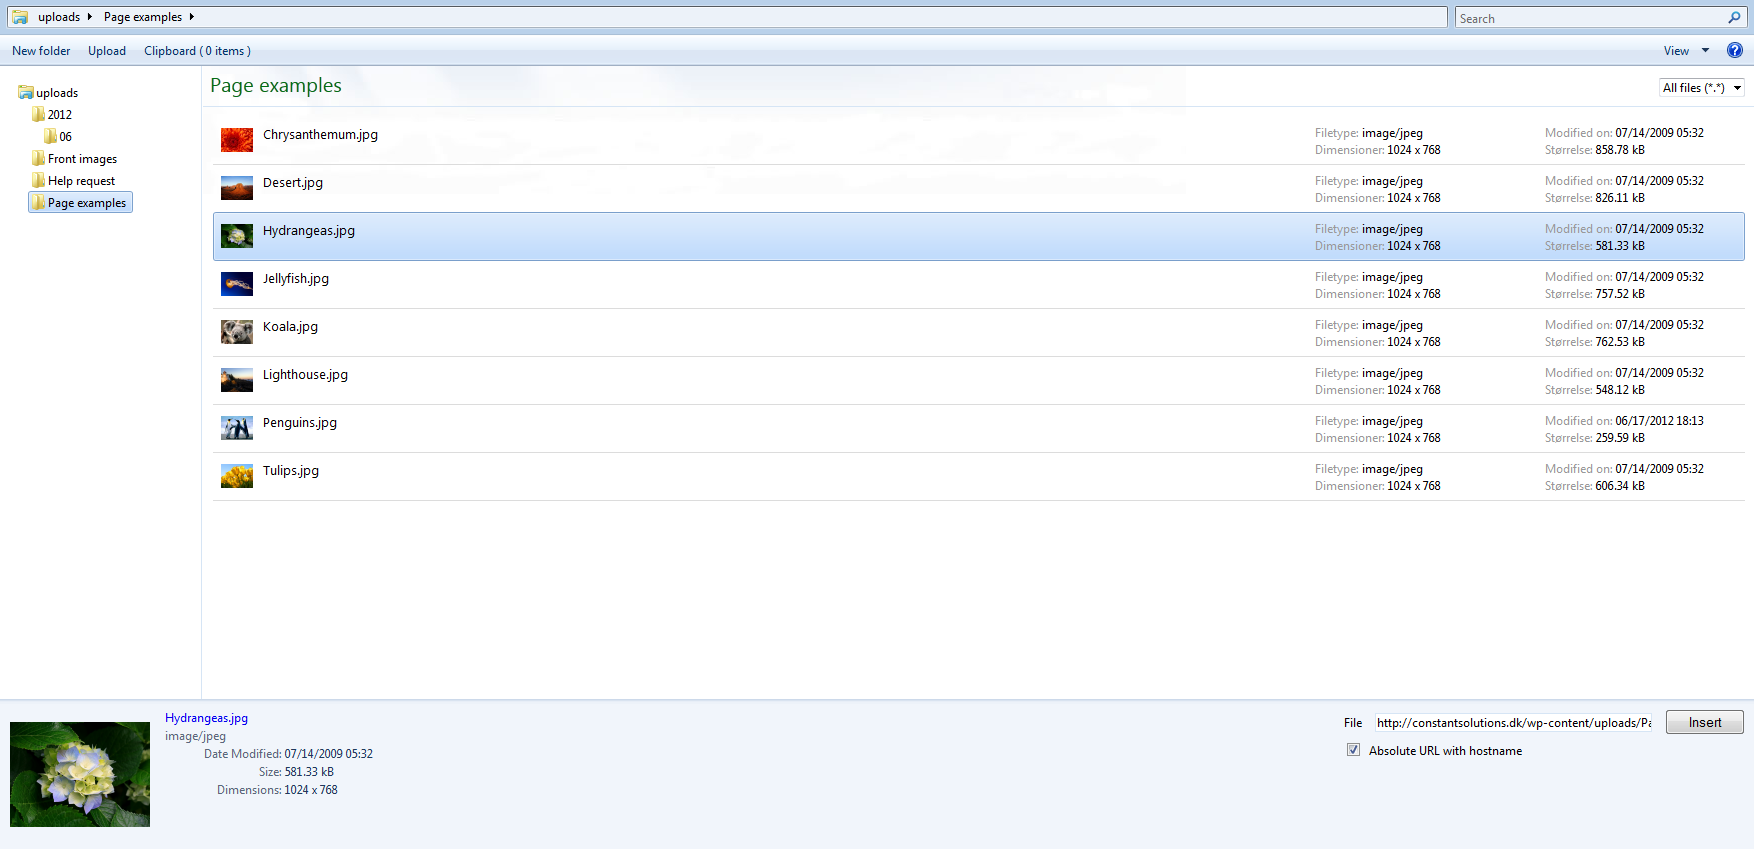 uploads Page examples
Search
New folder Upload Clipboard ( 0 items )
View
uploads
2012
06
Front images
Help request
Page examples
Page examples
All files (*.*)
Chrysanthemum.jpg Filetype: image/jpeg Modified on: 07/14/2009 05:32
Dimensioner: 1024 x 768 Størrelse: 858.78 kB
Desert.jpg Filetype: image/jpeg Modified on: 07/14/2009 05:32
Dimensioner: 1024 x 768 Størrelse: 826.11 kB
Hydrangeas.jpg Filetype: image/jpeg Modified on: 07/14/2009 05:32
Dimensioner: 1024 x 768 Størrelse: 581.33 kB
Jellyfish.jpg Filetype: image/jpeg Modified on: 07/14/2009 05:32
Dimensioner: 1024 x 768 Størrelse: 757.52 kB
Koala.jpg Filetype: image/jpeg Modified on: 07/14/2009 05:32
Dimensioner: 1024 x 768 Størrelse: 762.53 kB
Lighthouse.jpg Filetype: image/jpeg Modified on: 07/14/2009 05:32
Dimensioner: 1024 x 768 Størrelse: 548.12 kB
Penguins.jpg Filetype: image/jpeg Modified on: 06/17/2012 18:13
Dimensioner: 1024 x 768 Størrelse: 259.59 kB
Tulips.jpg Filetype: image/jpeg Modified on: 07/14/2009 05:32
Dimensioner: 1024 x 768 Størrelse: 606.34 kB
Hydrangeas.jpg
image/jpeg
Date Modified: 07/14/2009 05:32
Size: 581.33 kB
Dimensions: 1024 x 768
File http://constantsolutions.dk/wp-content/uploads/Pa Insert
Absolute URL with hostname